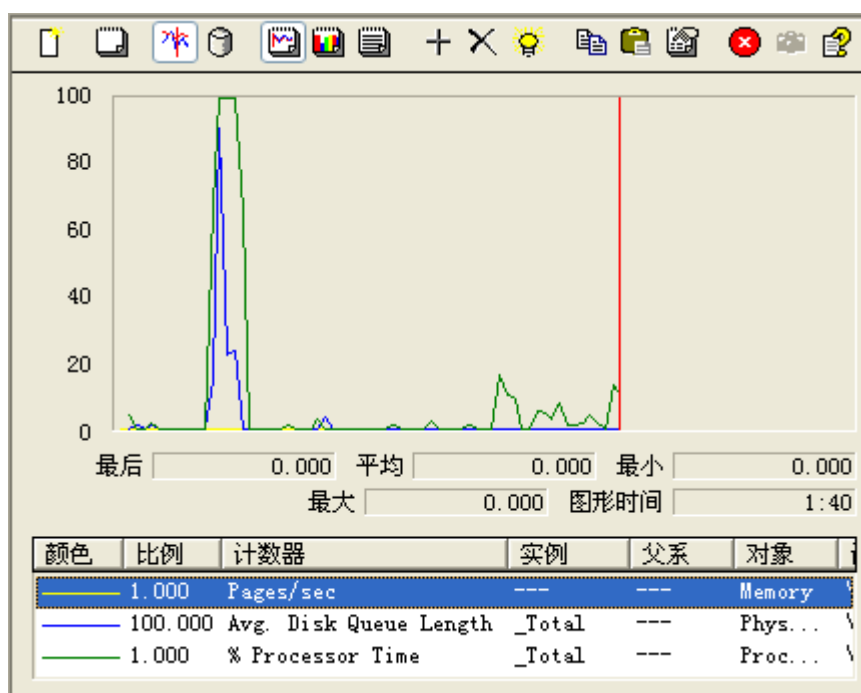 100
80
60
40
20
0
最后 0.000 平均 0.000 最小 0.000
最大 0.000 图形时间 1:40
颜色 比例 计数器 实例 父系 对象
1.000 Pages/sec --- --- Memory \
100.000 Avg. Disk Queue Length _Total --- Phys... \
1.000 % Processor Time _Total --- Proc... \